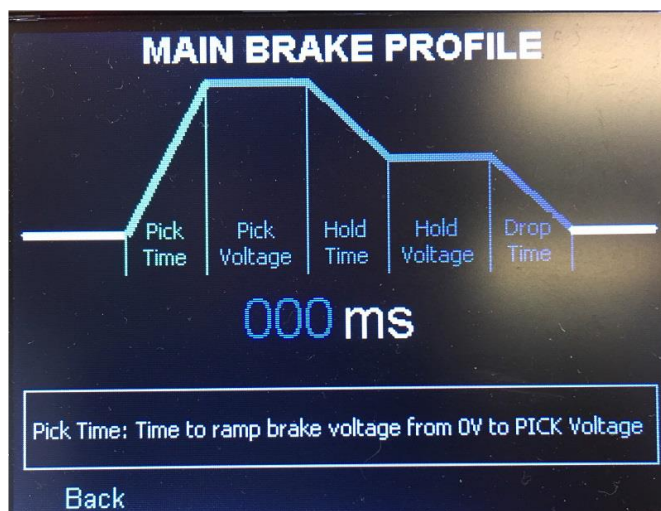 MAIN BRAKE PROFILE
Pick Time
Pick Voltage
Hold Time
Hold Voltage
Drop Time
000 ms
Pick Time: Time to ramp brake voltage from 0V to PICK Voltage
Back